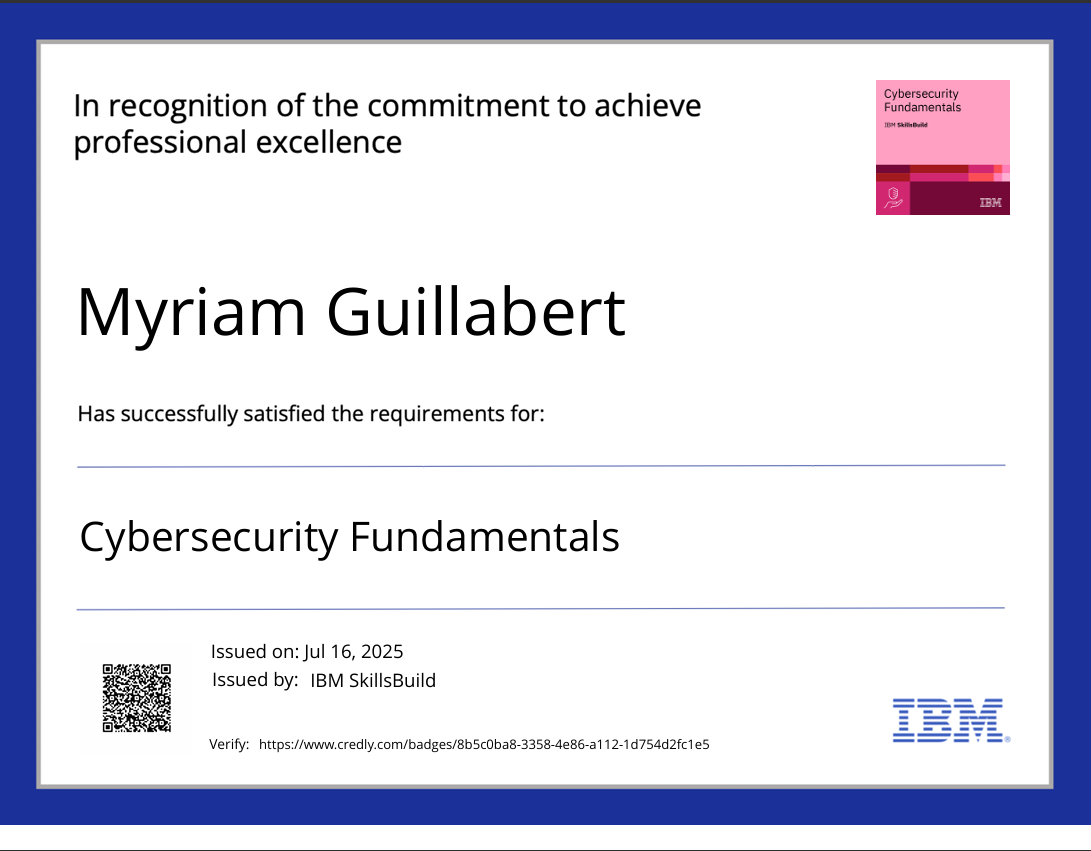 In recognition of the commitment to achieve
professional excellence
Cybersecurity
Fundamentals
IBM SkillsBuild
IBM
Myriam Guillabert
Has successfully satisfied the requirements for:
Cybersecurity Fundamentals
Issued on: Jul 16, 2025
Issued by: IBM SkillsBuild
IBM®
Verify: https://www.credly.com/badges/8b5c0ba8-3358-4e86-a112-1d754d2fc1e5